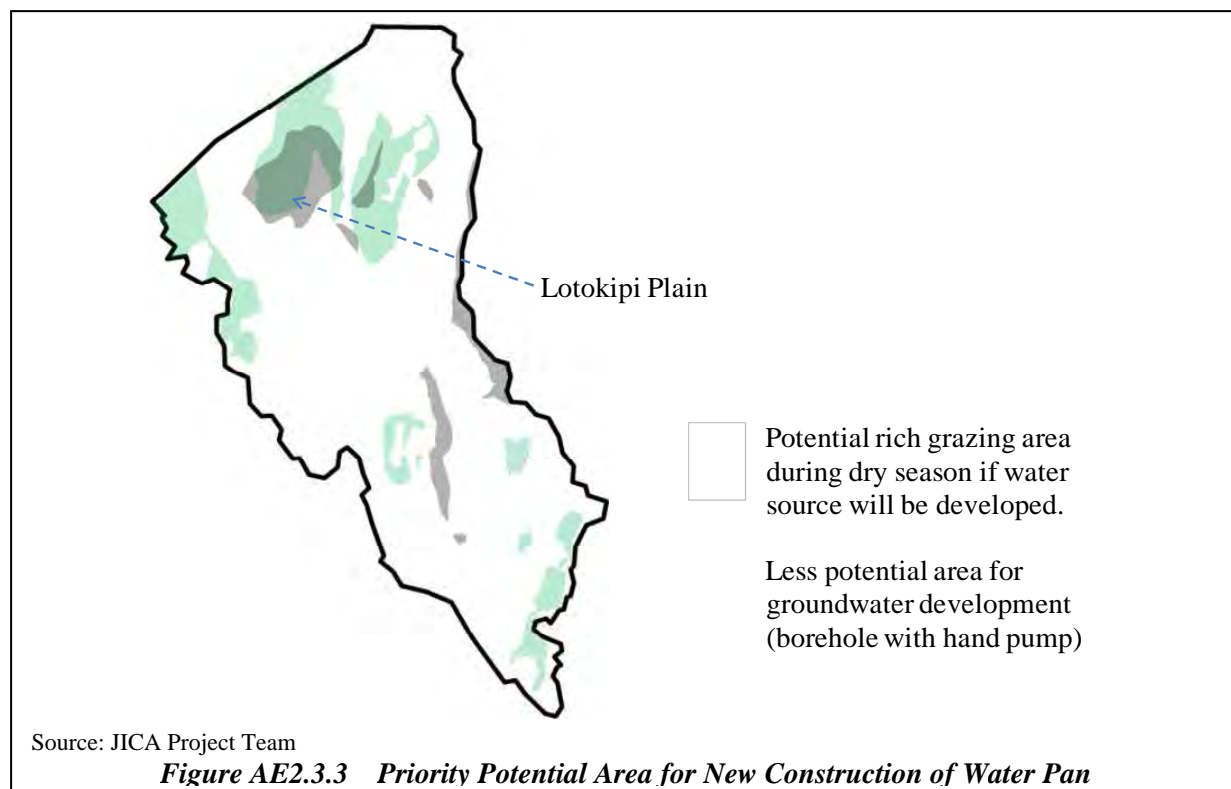 Lotokipi Plain
Potential rich grazing area
during dry season if water
source will be developed.
Less potential area for
groundwater development
(borehole with hand pump)
Source: JICA Project Team
Figure AE2.3.3 Priority Potential Area for New Construction of Water Pan